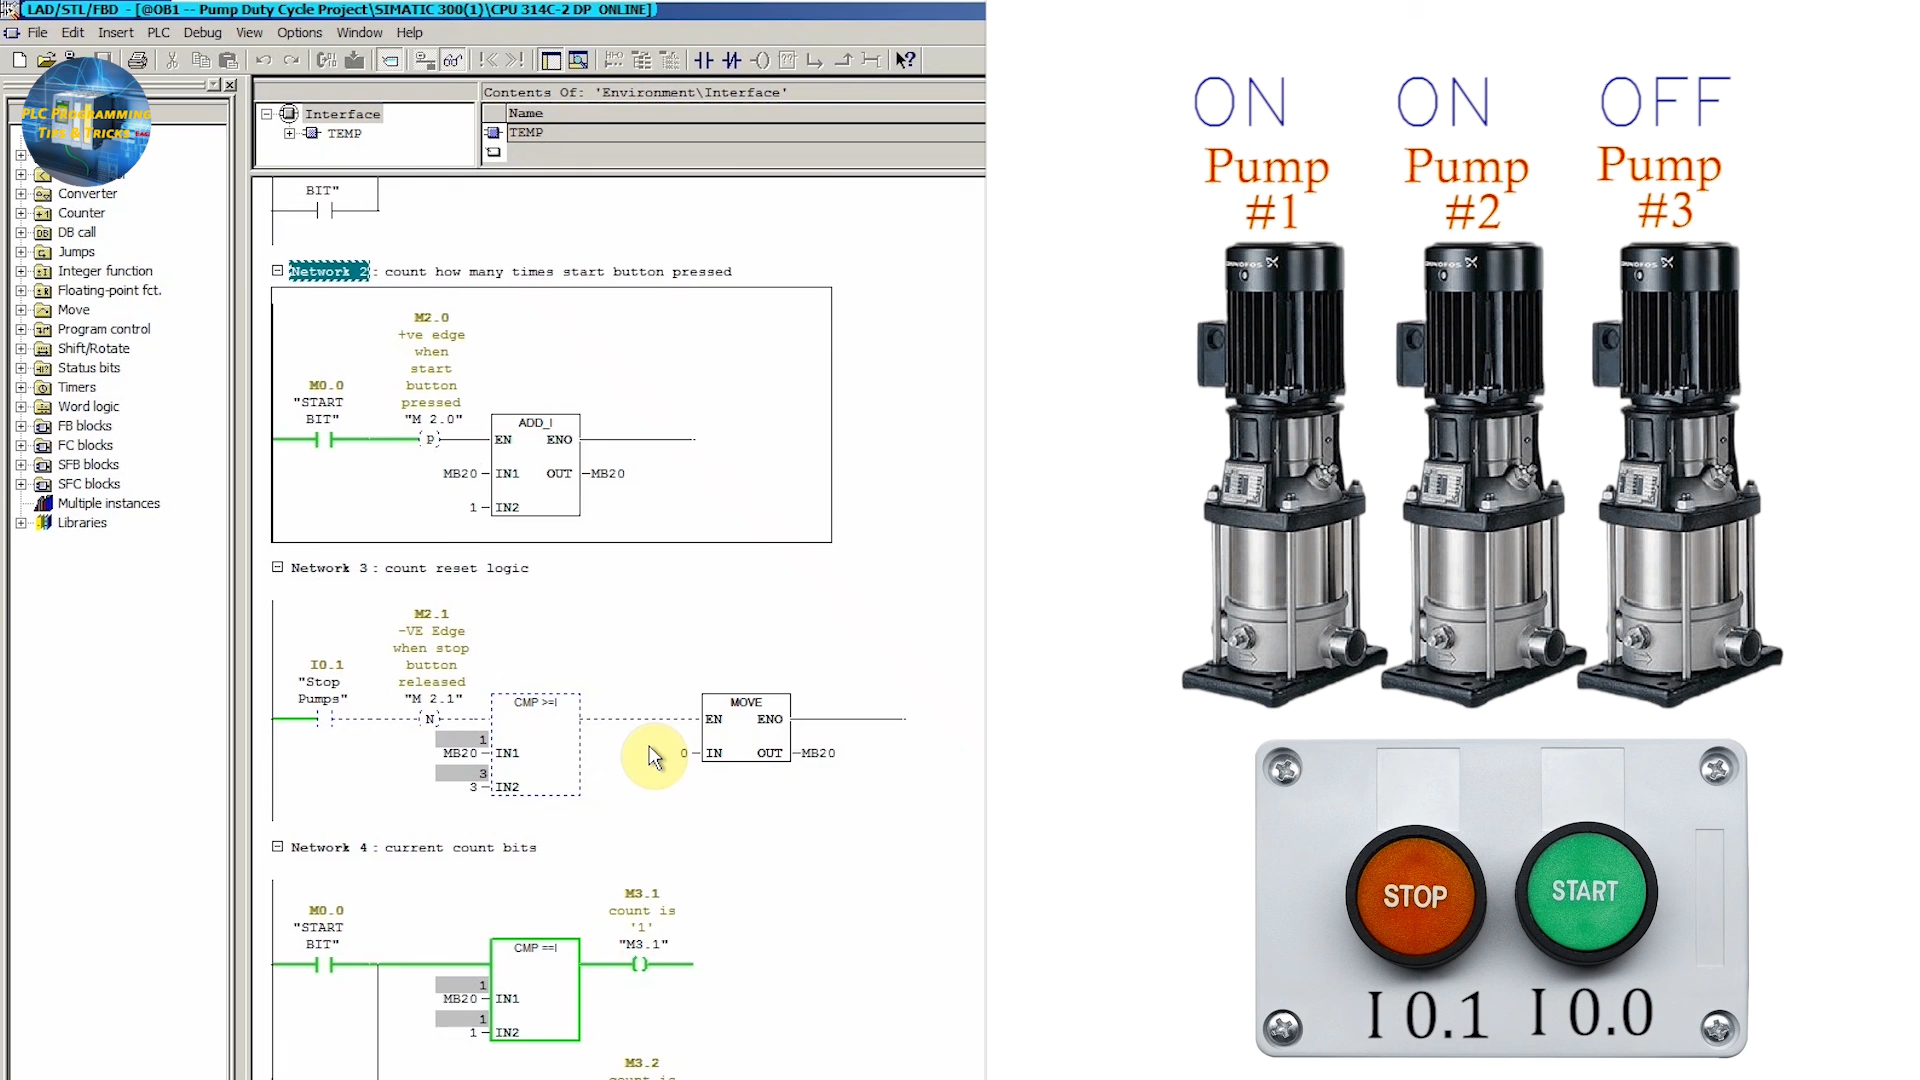 LAD/STL/FBD - [@OB1 -- Pump Duty Cycle Project\SIMATIC 300(1)\CPU 314C-2 DP ONLINE]
File Edit Insert PLC Debug View Options Window Help
PLC Programming
Tips & Tricks
Converter
Counter
DB call
Jumps
Integer function
Floating-point fct.
Move
Program control
Shift/Rotate
Status bits
Timers
Word logic
FB blocks
FC blocks
SFB blocks
SFC blocks
Multiple instances
Libraries
Interface
TEMP
Contents Of: 'Environment\Interface'
Name
TEMP
BIT"
Network 2 : count how many times start button pressed
M2.0
+ve edge
when
start
button
pressed
"M 2.0"
M0.0
"START
BIT"
P
ADD_I
EN ENO
MB20 IN1 OUT MB20
1 IN2
Network 3 : count reset logic
M2.1
-VE Edge
when stop
button
released
"M 2.1"
I0.1
"Stop
Pumps"
N
CMP >=I
1
MB20 IN1
3
3 IN2
MOVE
EN ENO
0 IN OUT MB20
Network 4 : current count bits
M0.0
"START
BIT"
CMP ==I
1
MB20 IN1
1
1 IN2
M3.1
count is
'1'
"M3.1"
M3.2
count is
ON ON OFF
Pump
#1
Pump
#2
Pump
#3
STOP START
I 0.1 I 0.0